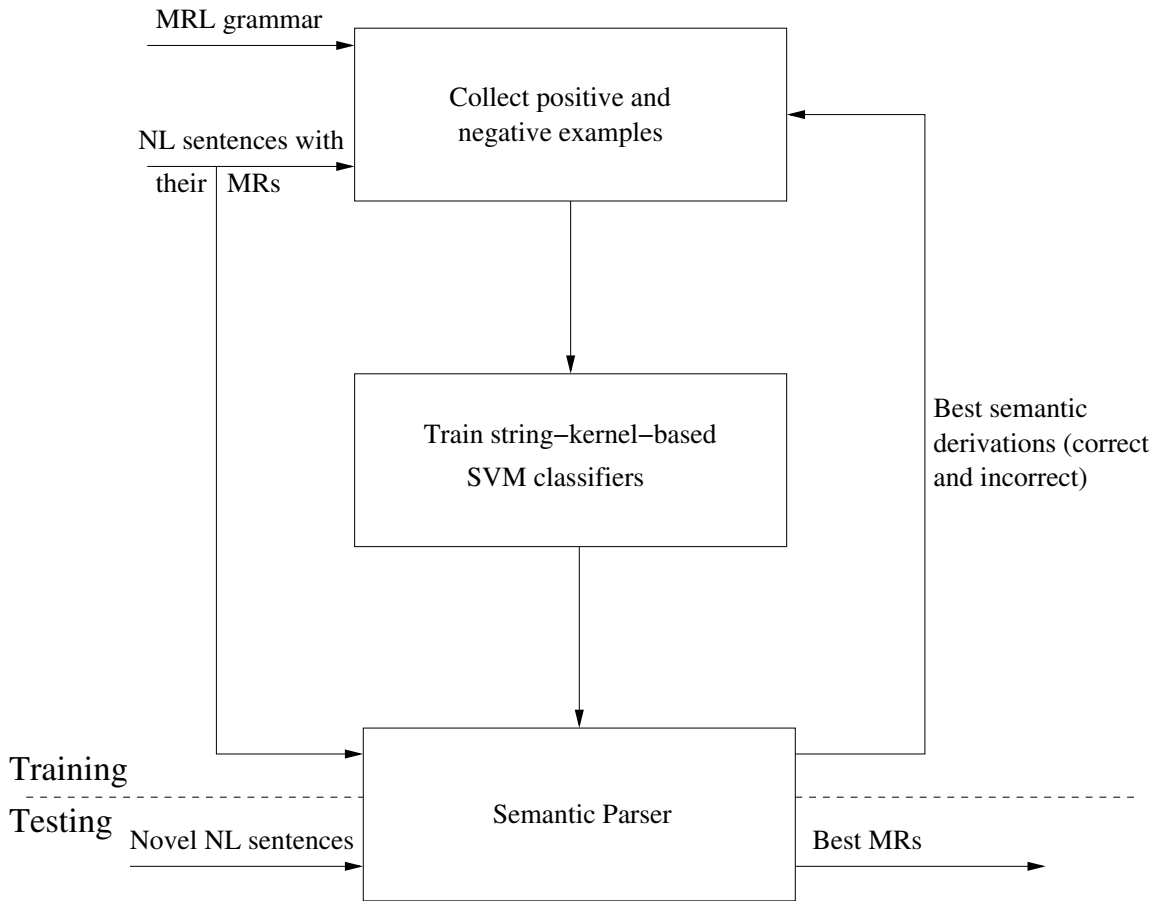 MRL grammar
Collect positive and
negative examples
NL sentences with
their MRs
Train string−kernel−based
SVM classifiers
Best semantic
derivations (correct
and incorrect)
Training
Testing
Semantic Parser
Novel NL sentences
Best MRs